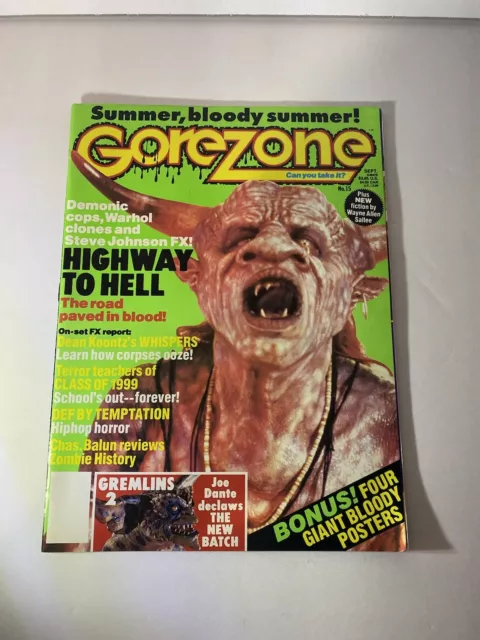 Summer, bloody summer!
GoreZone
Can you take it?
SEPT.
No.15
Plus
NEW
fiction by
Wayne Allen
Sallee
Demonic
cops, Warhol
clones and
Steve Johnson FX!
HIGHWAY
TO HELL
The road
paved in blood!
On-set FX report:
Dean Koontz's WHISPERS
Learn how corpses ooze!
Terror teachers of
CLASS OF 1999
School's out--forever!
DEF BY TEMPTATION
Hiphop horror
Chas. Balun reviews
Zombie History
GREMLINS
2
Joe
Dante
declaws
THE
NEW
BATCH
BONUS! FOUR
GIANT BLOODY
POSTERS